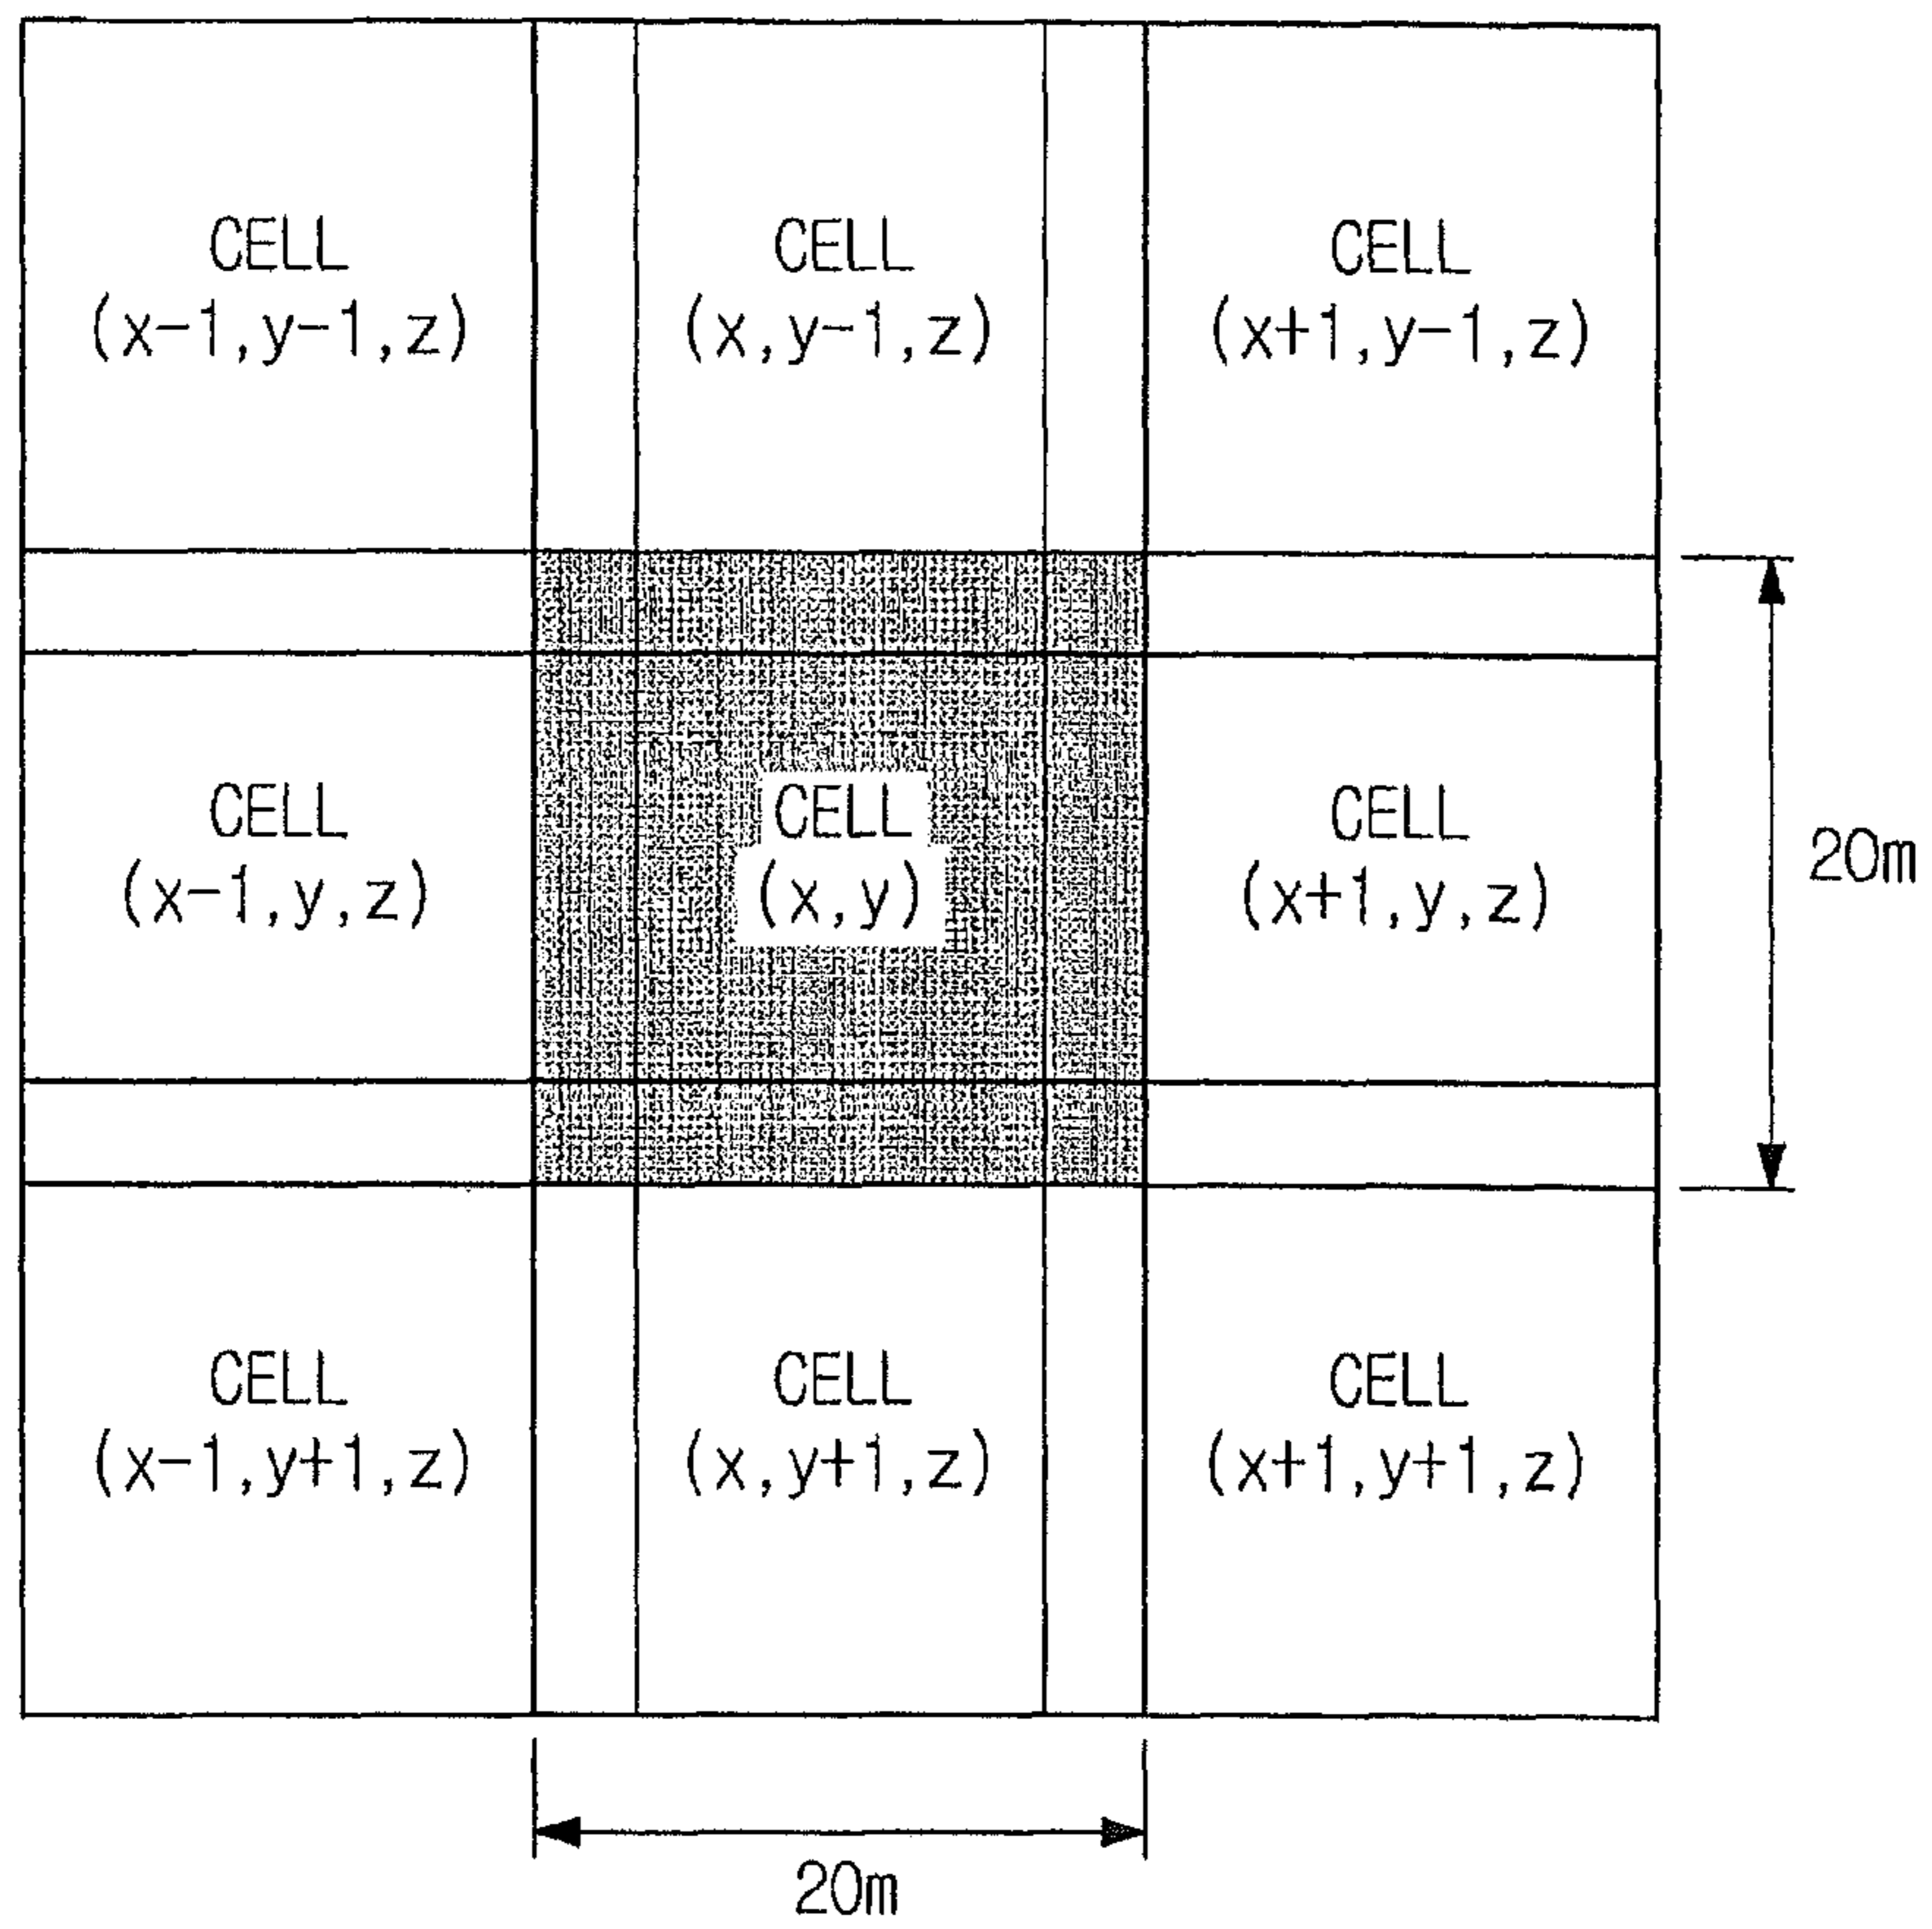 CELL
(x-1,y-1,z)
CELL
(x,y-1,z)
CELL
(x+1,y-1,z)
CELL
(x-1,y,z)
CELL
(x,y)
CELL
(x+1,y,z)
20m
CELL
(x-1,y+1,z)
CELL
(x,y+1,z)
CELL
(x+1,y+1,z)
20m